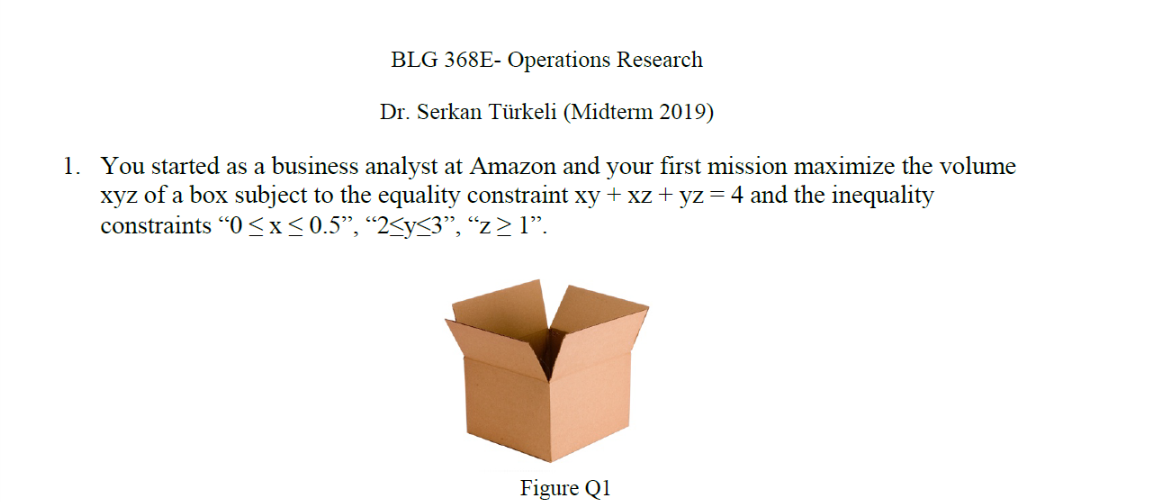 BLG 368E- Operations Research
Dr. Serkan Türkeli (Midterm 2019)
1. You started as a business analyst at Amazon and your first mission maximize the volume
xyz of a box subject to the equality constraint xy + xz + yz = 4 and the inequality
constraints “0 ≤ x ≤ 0.5”, “2≤y≤3”, “z ≥ 1”.
Figure Q1